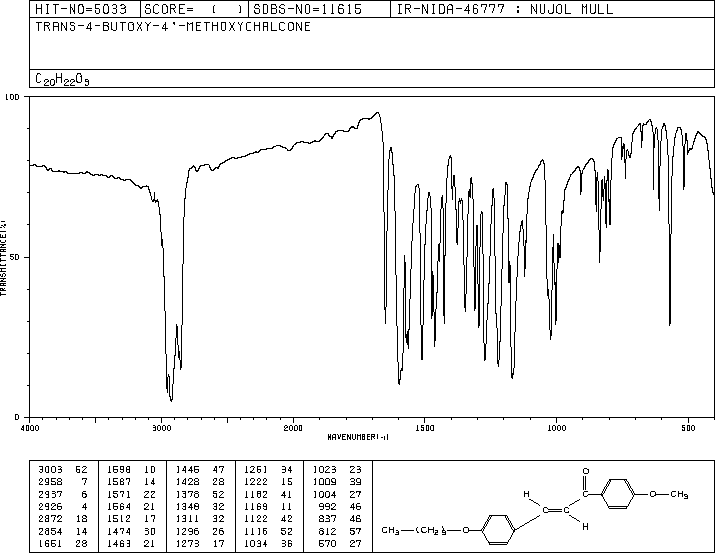 HIT-NO=5033 SCORE= ( ) SDBS-NO=11615 IR-NIDA-46777 : NUJOL MULL
TRANS-4-BUTOXY-4'-METHOXYCHALCONE
C20H22O3
100
50
0
TRANSMITTANCE(%)
4000 3000 2000 1500 1000 500
WAVENUMBER(-1)
3003 62 1598 10 1446 47 1261 34 1023 23
2958 7 1587 14 1428 28 1222 15 1009 39
2937 6 1571 22 1378 52 1182 41 1004 27
2926 4 1564 21 1348 32 1169 11 992 46
2872 18 1512 17 1311 32 1122 42 837 46
2854 14 1474 30 1296 26 1116 52 812 57
1651 28 1463 21 1273 17 1034 36 570 27
O
H
C
O—CH3
C=C
H
CH3—(CH2)3—O